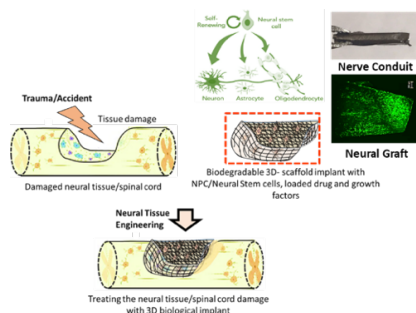 Self-
Renewing
Neural stem
cell
Neuron
Astrocyte
Oligodendrocyte
Nerve Conduit
Neural Graft
Trauma/Accident
Tissue damage
Damaged neural tissue/spinal cord
Biodegradable 3D- scaffold implant with
NPC/Neural Stem cells, loaded drug and growth
factors
Neural Tissue
Engineering
Treating the neural tissue/spinal cord damage
with 3D biological implant